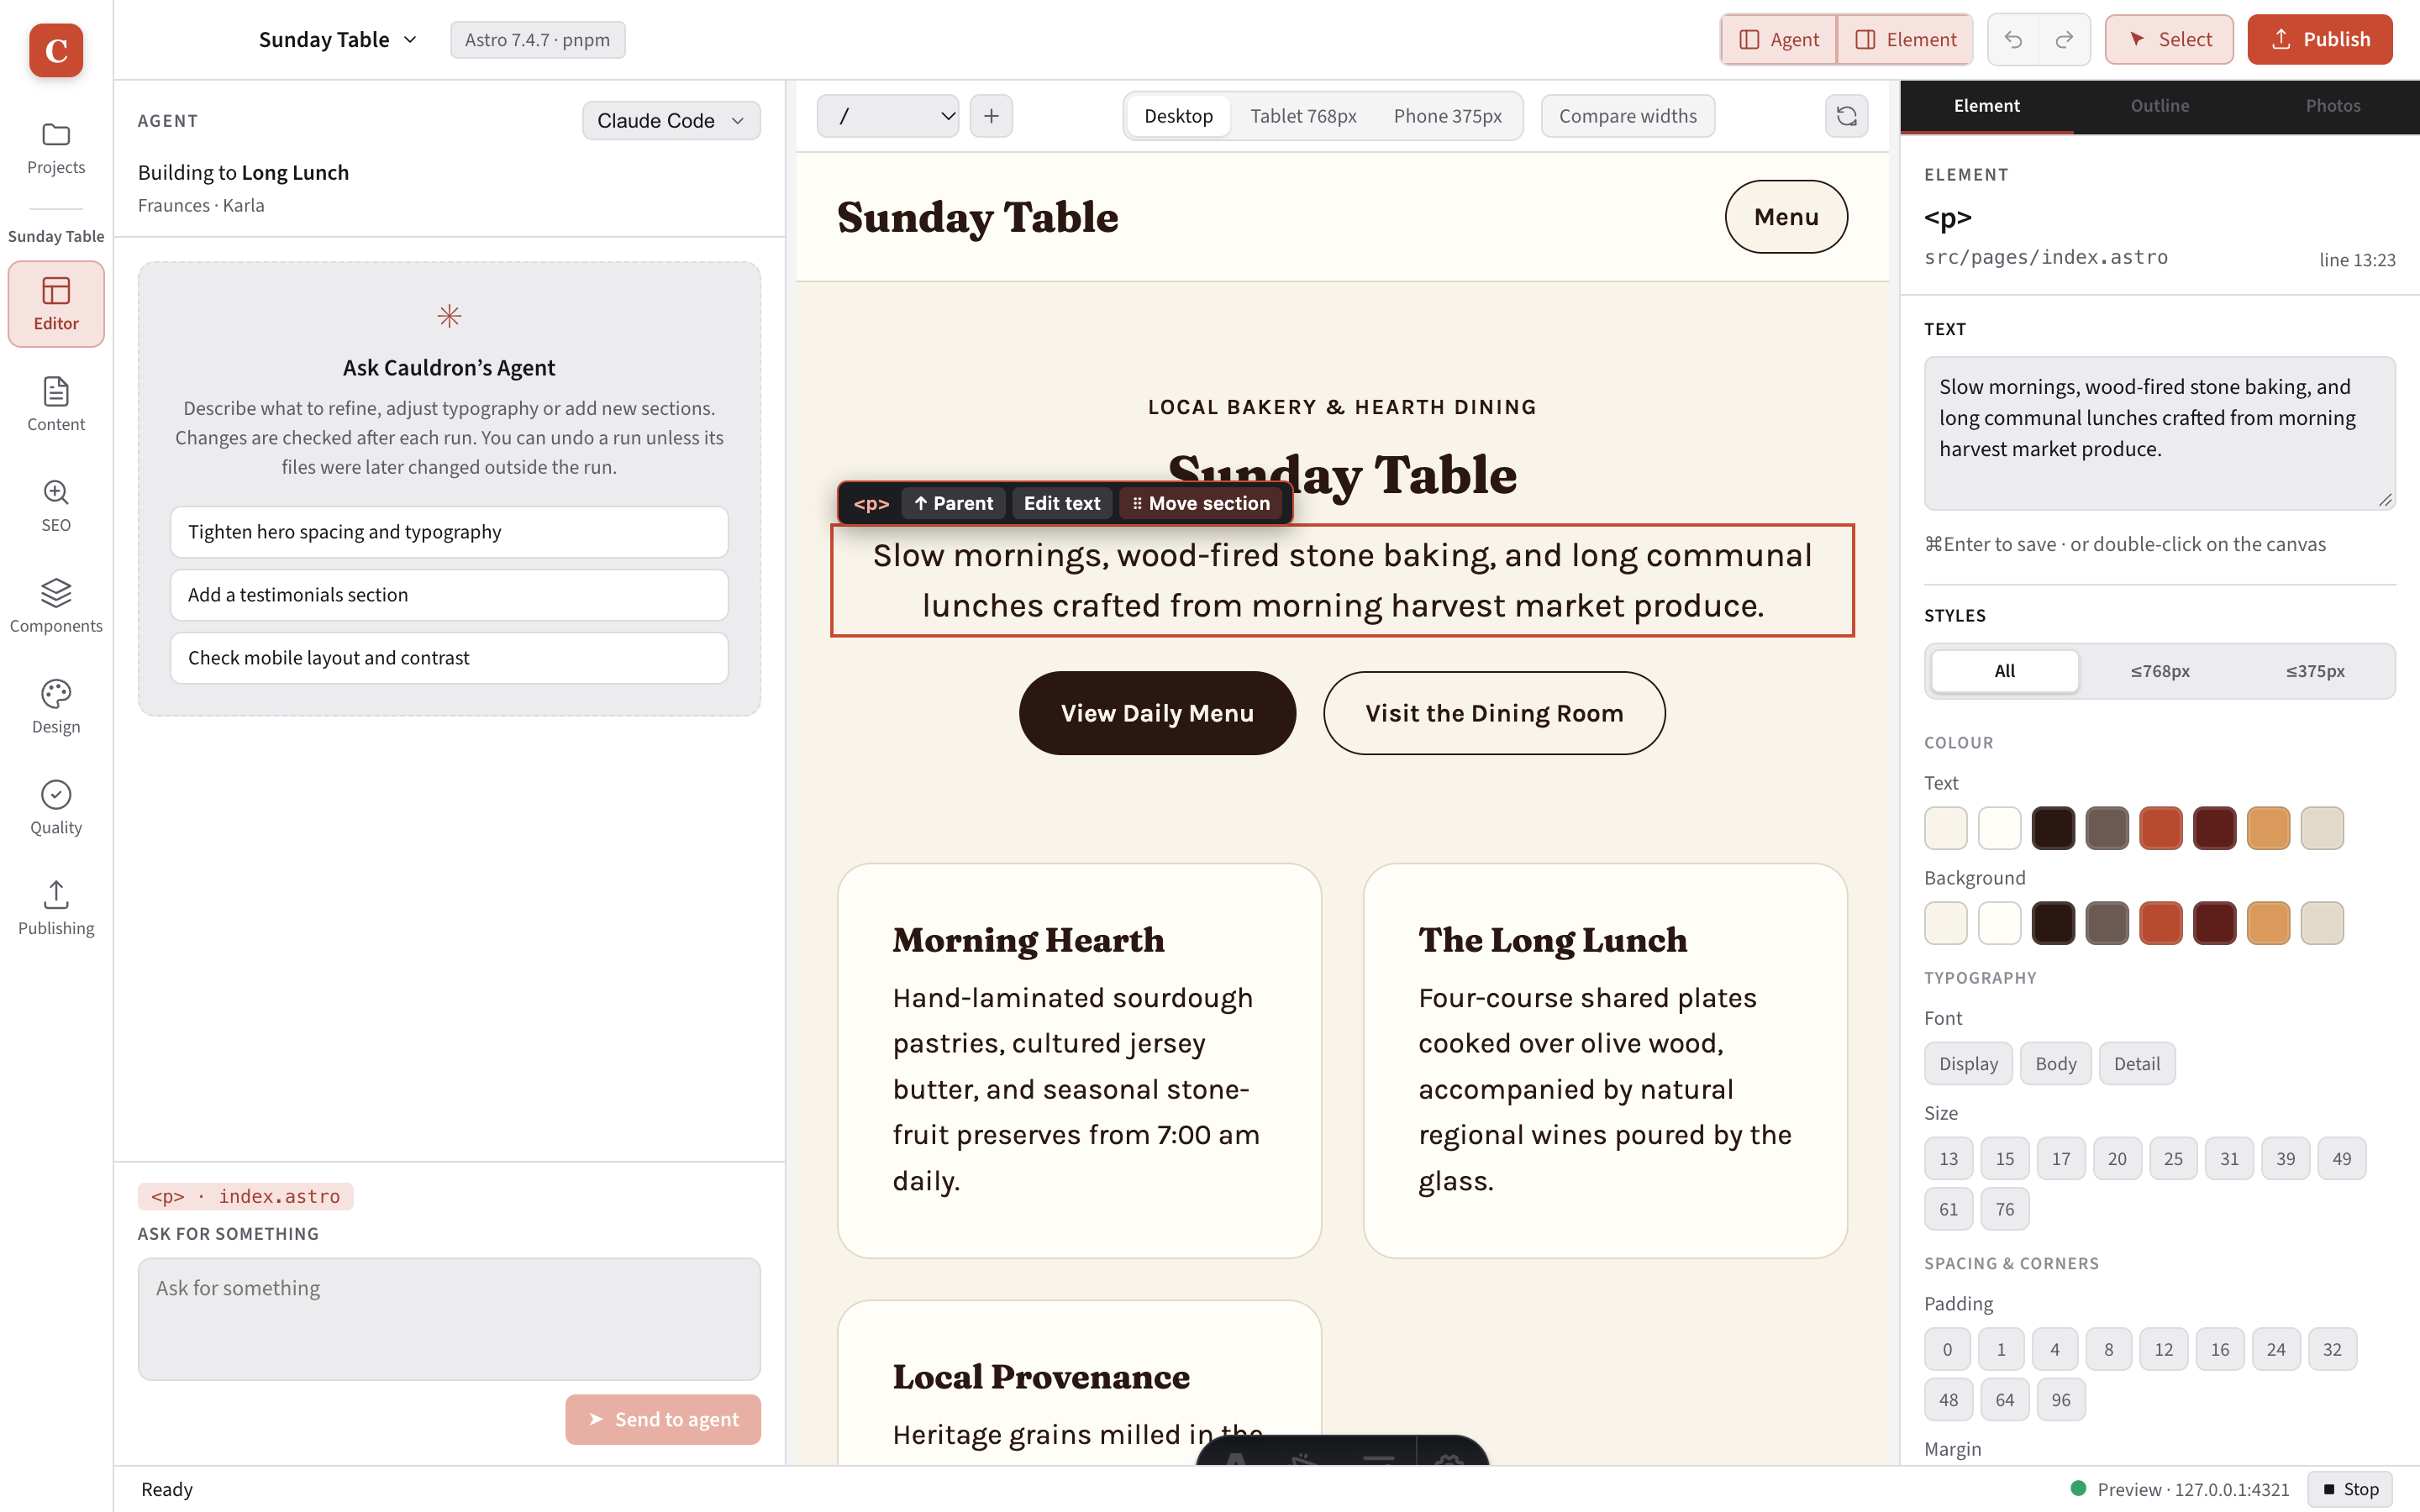 C
Projects
Sunday Table
Editor
Content
SEO
Components
Design
Quality
Publishing
Sunday Table
Astro 7.4.7 · pnpm
Agent
Element
Select
Publish
AGENT
Claude Code
Building to Long Lunch
Fraunces · Karla
Ask Cauldron’s Agent
Describe what to refine, adjust typography or add new sections.
Changes are checked after each run. You can undo a run unless its
files were later changed outside the run.
Tighten hero spacing and typography
Add a testimonials section
Check mobile layout and contrast
<p> · index.astro
ASK FOR SOMETHING
Ask for something
Send to agent
/
Desktop
Tablet 768px
Phone 375px
Compare widths
Sunday Table
Menu
LOCAL BAKERY & HEARTH DINING
Sunday Table
<p>
↑ Parent
Edit text
Move section
Slow mornings, wood-fired stone baking, and long communal
lunches crafted from morning harvest market produce.
View Daily Menu
Visit the Dining Room
Morning Hearth
Hand-laminated sourdough
pastries, cultured jersey
butter, and seasonal stone-
fruit preserves from 7:00 am
daily.
The Long Lunch
Four-course shared plates
cooked over olive wood,
accompanied by natural
regional wines poured by the
glass.
Local Provenance
Heritage grains milled in the
Element
Outline
Photos
ELEMENT
<p>
src/pages/index.astro
line 13:23
TEXT
Slow mornings, wood-fired stone baking, and
long communal lunches crafted from morning
harvest market produce.
⌘Enter to save · or double-click on the canvas
STYLES
All
≤768px
≤375px
COLOUR
Text
Background
TYPOGRAPHY
Font
Display
Body
Detail
Size
13 15 17 20 25 31 39 49
61 76
SPACING & CORNERS
Padding
0 1 4 8 12 16 24 32
48 64 96
Margin
Ready
Preview · 127.0.0.1:4321
Stop